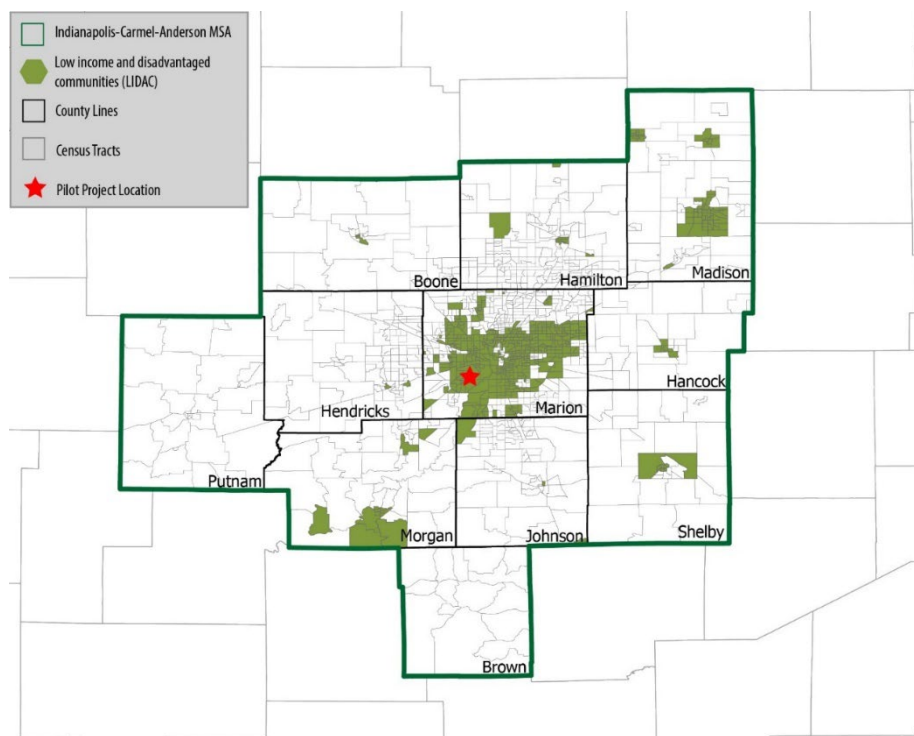 Indianapolis-Carmel-Anderson MSA
Low income and disadvantaged
communities (LIDAC)
County Lines
Census Tracts
Pilot Project Location
Boone
Hamilton
Madison
Hendricks
Marion
Hancock
Putnam
Morgan
Johnson
Shelby
Brown